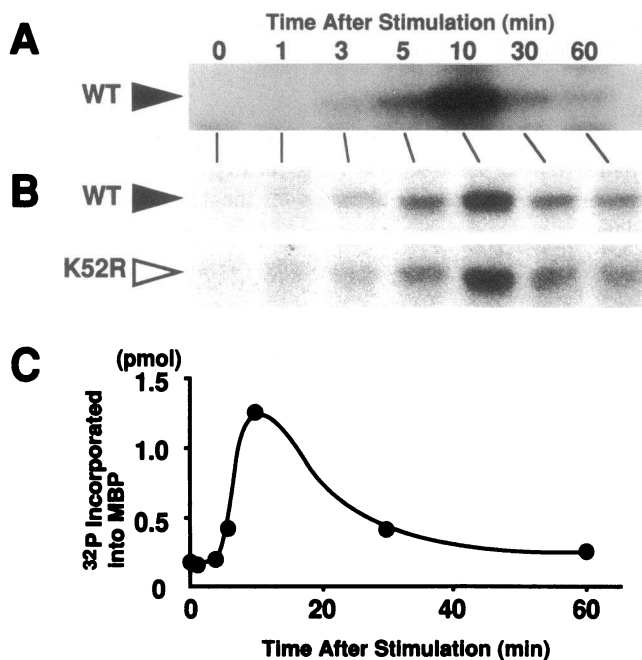 A
Time After Stimulation (min)
0 1 3 5 10 30 60
WT
B
WT
K52R
C
(pmol)
1.5
1.0
0.5
0
³²P Incorporated
into MBP
0 20 40 60
Time After Stimulation (min)